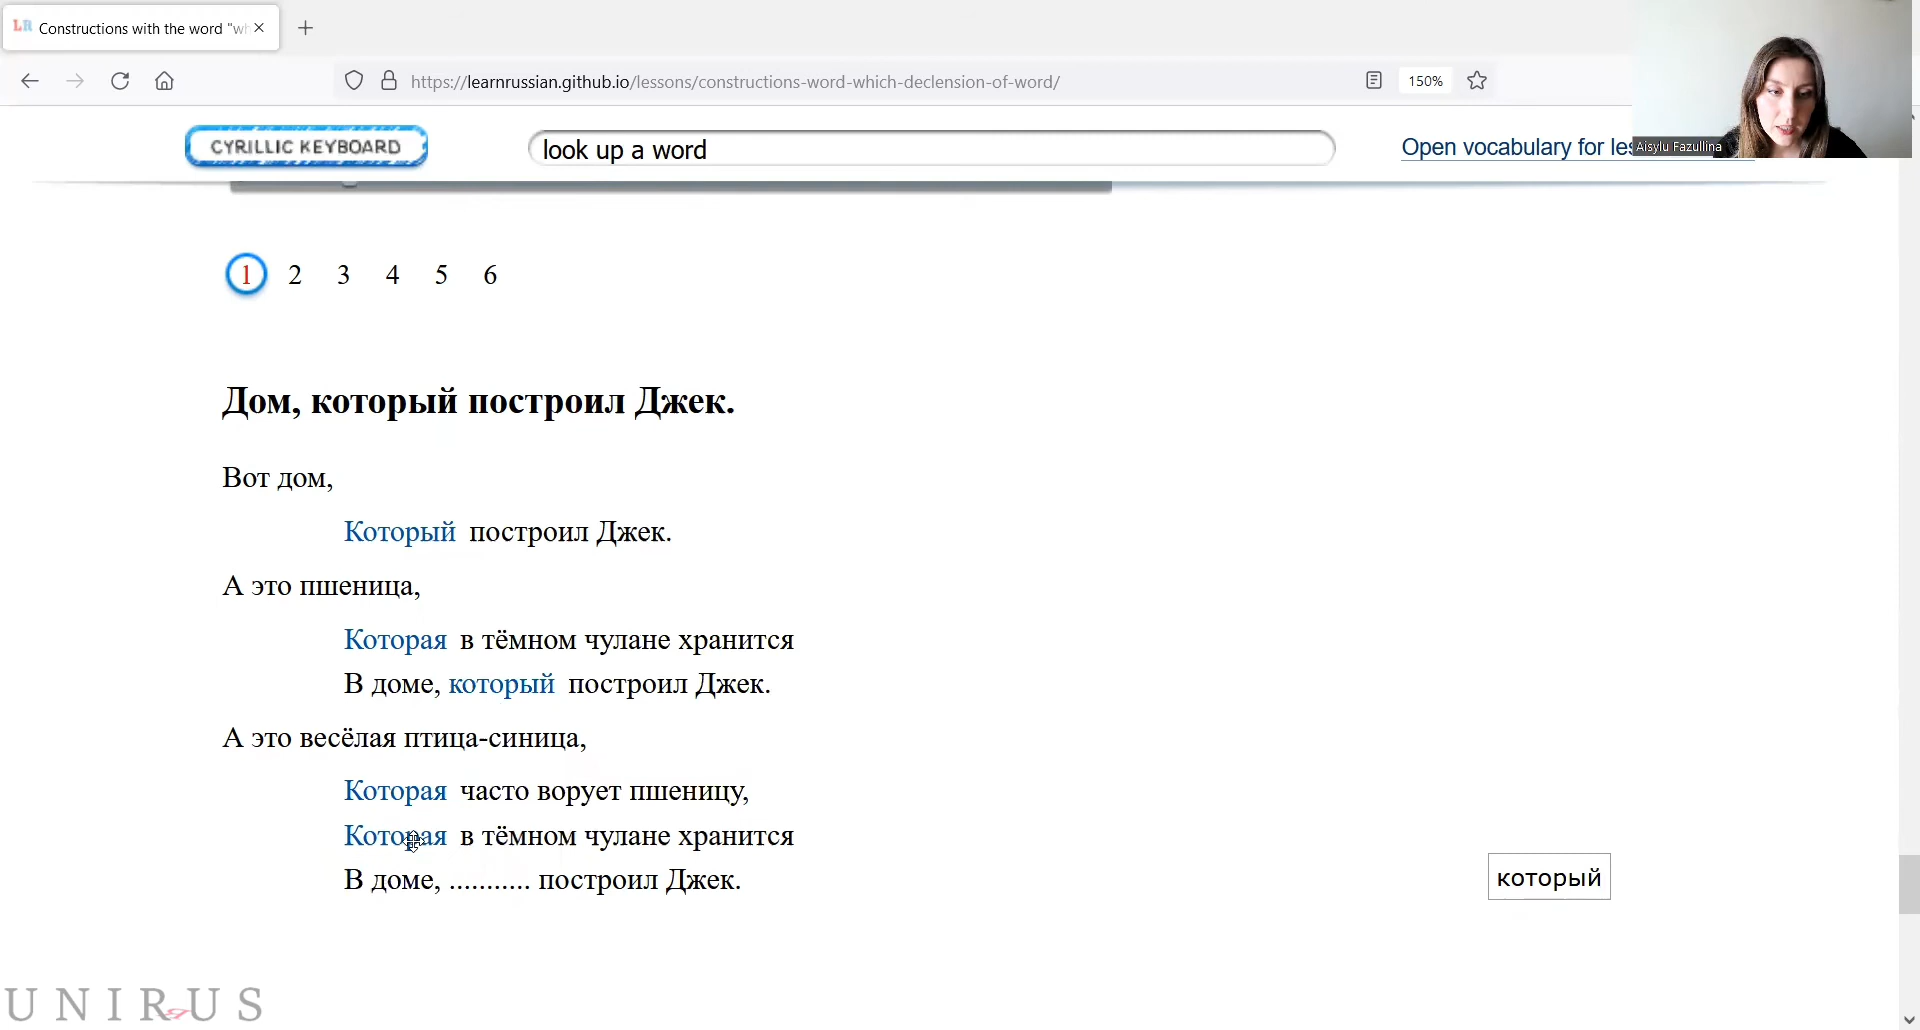 LR Constructions with the word "wh
https://learnrussian.github.io/lessons/constructions-word-which-declension-of-word/
150%
CYRILLIC KEYBOARD
look up a word
Open vocabulary for les
Aisylu Fazullina
1 2 3 4 5 6
Дом, который построил Джек.
Вот дом,
Который построил Джек.
А это пшеница,
Которая в тёмном чулане хранится
В доме, который построил Джек.
А это весёлая птица-синица,
Которая часто ворует пшеницу,
Которая в тёмном чулане хранится
В доме, ........... построил Джек.
который
UNIRUS